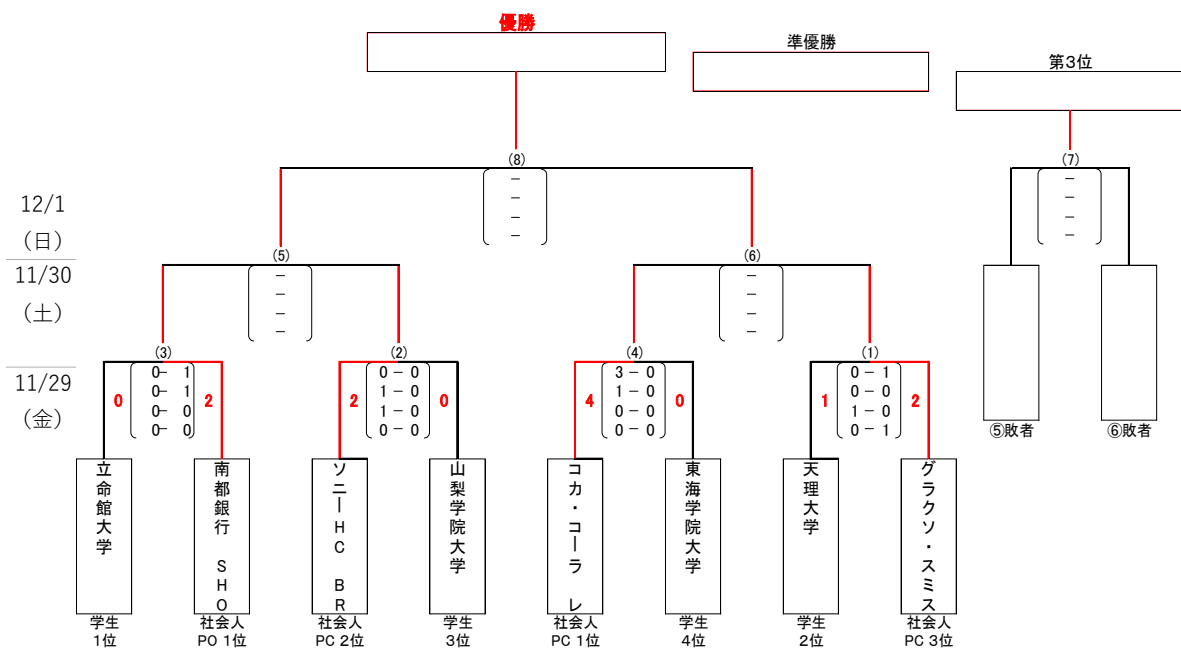 優勝
準優勝
第3位
(8)
(7)
－
－
－
－
－
－
－
－
12/1
（日）
(5)
(6)
11/30
（土）
－
－
－
－
－
－
－
－
(3)
(2)
(4)
(1)
11/29
（金）
0
0－ 1
0－ 1
0－ 0
0－ 0
2
2
0－0
1－0
1－0
0－0
0
4
3－0
1－0
0－0
0－0
0
1
0－1
0－0
1－0
0－1
2
⑤敗者
⑥敗者
立命館大学
南都銀行 SHO
ソニーHC BR
山梨学院大学
コカ・コーラ レ
東海学院大学
天理大学
グラクソ・スミス
学生
1位
社会人
PO 1位
社会人
PC 2位
学生
3位
社会人
PC 1位
学生
4位
学生
2位
社会人
PC 3位